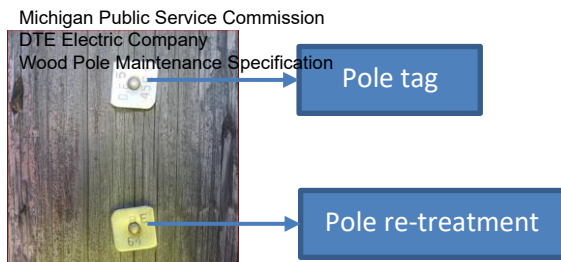 Michigan Public Service Commission
DTE Electric Company
Wood Pole Maintenance Specification
Pole tag
Pole re-treatment